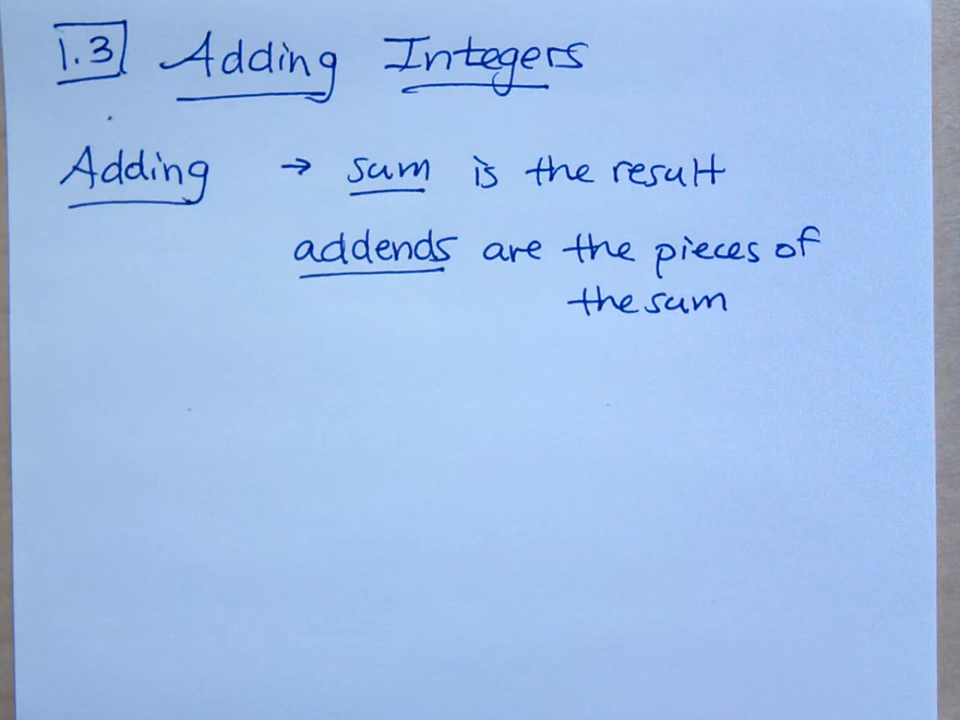 1.3 Adding Integers
Adding → sum is the result
addends are the pieces of
the sum